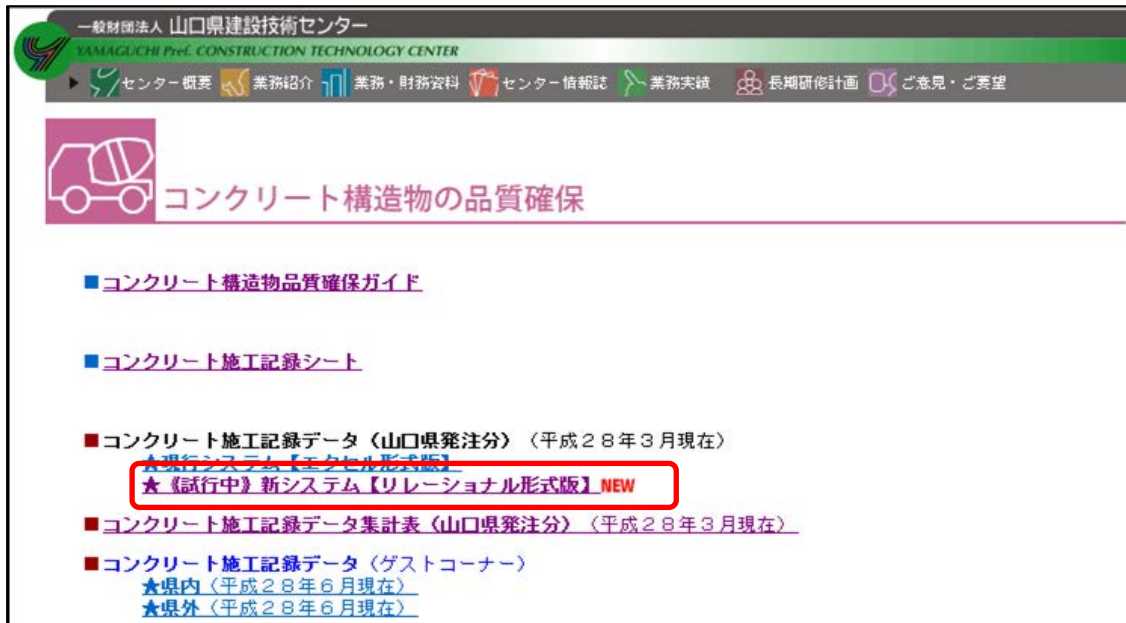 一般財団法人 山口県建設技術センター
YAMAGUCHI Pref. CONSTRUCTION TECHNOLOGY CENTER
センター概要 業務紹介 業務・財務資料 センター情報誌 業務実績 長期研修計画 ご意見・ご要望
コンクリート構造物の品質確保
■コンクリート構造物品質確保ガイド
■コンクリート施工記録シート
■コンクリート施工記録データ（山口県発注分）（平成２８年３月現在）
★現行システム【エクセル形式版】
★《試行中》新システム【リレーショナル形式版】NEW
■コンクリート施工記録データ集計表（山口県発注分）（平成２８年３月現在）
■コンクリート施工記録データ（ゲストコーナー）
★県内（平成２８年６月現在）
★県外（平成２８年６月現在）